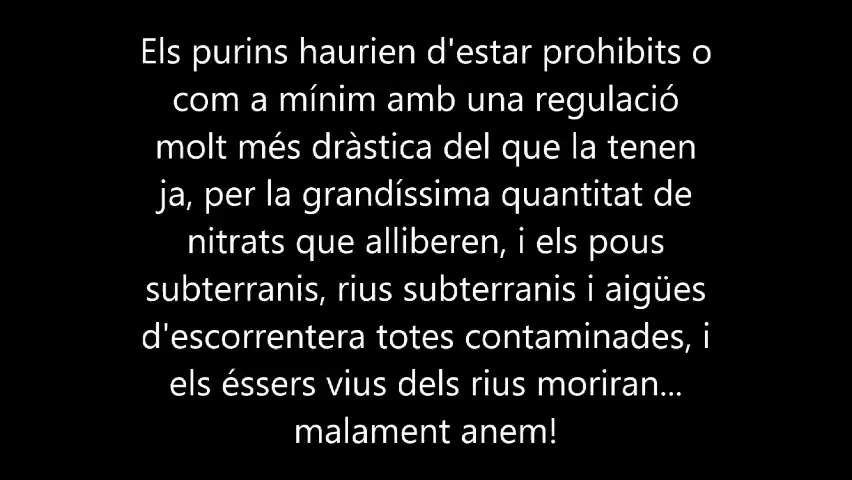 Els purins haurien d'estar prohibits o
com a mínim amb una regulació
molt més dràstica del que la tenen
ja, per la grandíssima quantitat de
nitrats que alliberen, i els pous
subterranis, rius subterranis i aigües
d'escorrentera totes contaminades, i
els éssers vius dels rius moriran...
malament anem!